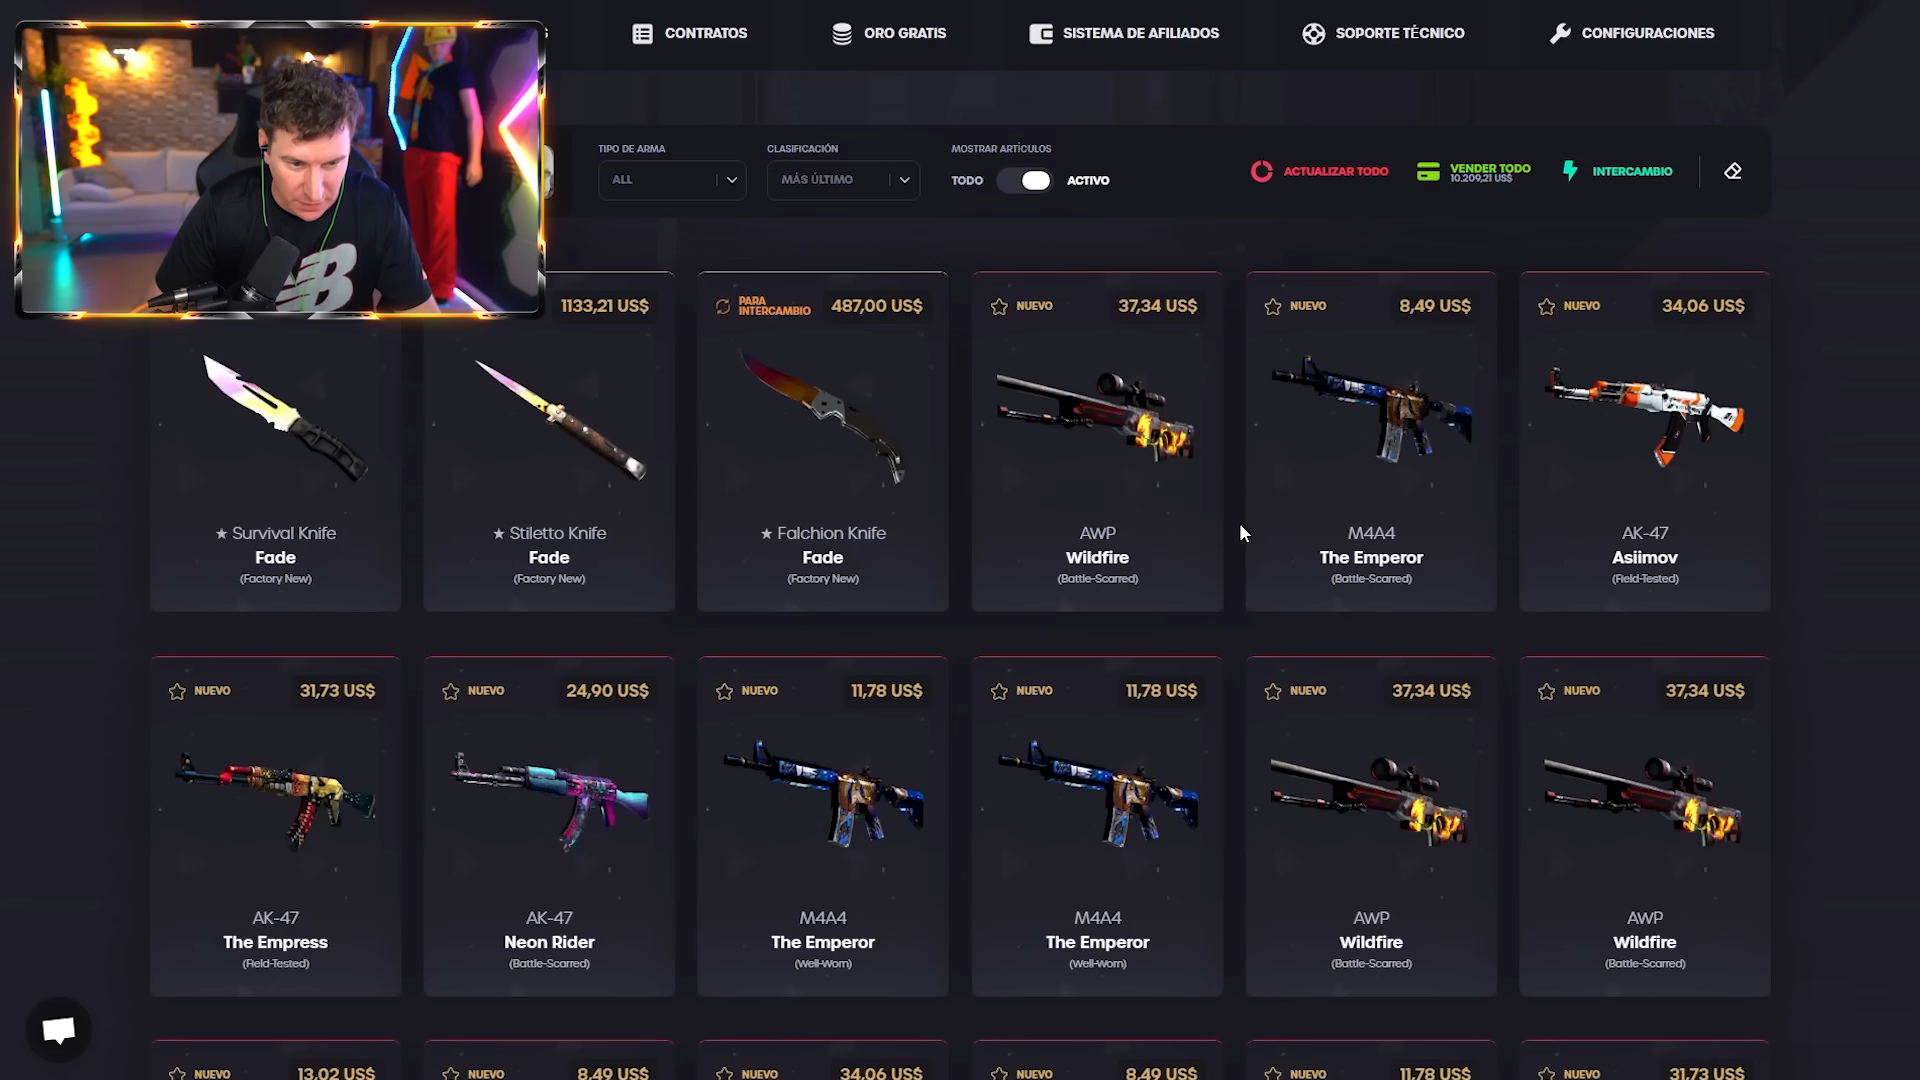 S
CONTRATOS
ORO GRATIS
SISTEMA DE AFILIADOS
SOPORTE TÉCNICO
CONFIGURACIONES
TIPO DE ARMA
ALL
CLASIFICACIÓN
MÁS ÚLTIMO
MOSTRAR ARTÍCULOS
TODO
ACTIVO
ACTUALIZAR TODO
VENDER TODO
10.209,21 US$
INTERCAMBIO
★ Survival Knife
Fade
(Factory New)
1133,21 US$
★ Stiletto Knife
Fade
(Factory New)
PARA
INTERCAMBIO
487,00 US$
★ Falchion Knife
Fade
(Factory New)
NUEVO
37,34 US$
AWP
Wildfire
(Battle-Scarred)
NUEVO
8,49 US$
M4A4
The Emperor
(Battle-Scarred)
NUEVO
34,06 US$
AK-47
Asiimov
(Field-Tested)
NUEVO
31,73 US$
AK-47
The Empress
(Field-Tested)
NUEVO
24,90 US$
AK-47
Neon Rider
(Battle-Scarred)
NUEVO
11,78 US$
M4A4
The Emperor
(Well-Worn)
NUEVO
11,78 US$
M4A4
The Emperor
(Well-Worn)
NUEVO
37,34 US$
AWP
Wildfire
(Battle-Scarred)
NUEVO
37,34 US$
AWP
Wildfire
(Battle-Scarred)
NUEVO
13,02 US$
NUEVO
8,49 US$
NUEVO
34,06 US$
NUEVO
8,49 US$
NUEVO
11,78 US$
NUEVO
31,73 US$